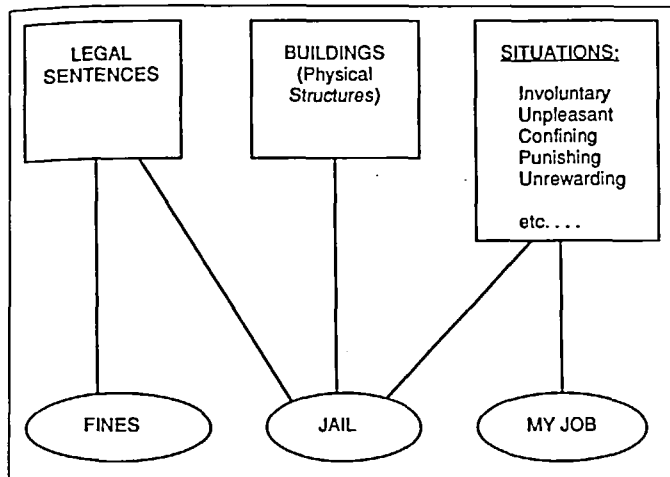 LEGAL
SENTENCES
BUILDINGS
(Physical
Structures)
SITUATIONS:
Involuntary
Unpleasant
Confining
Punishing
Unrewarding
etc. . . .
FINES
JAIL
MY JOB